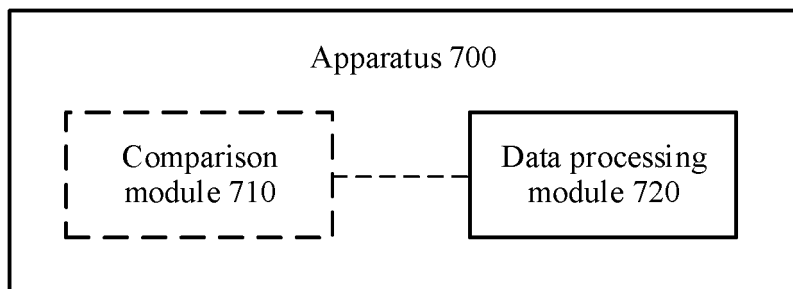 Apparatus 700
Comparison
module 710
Data processing
module 720